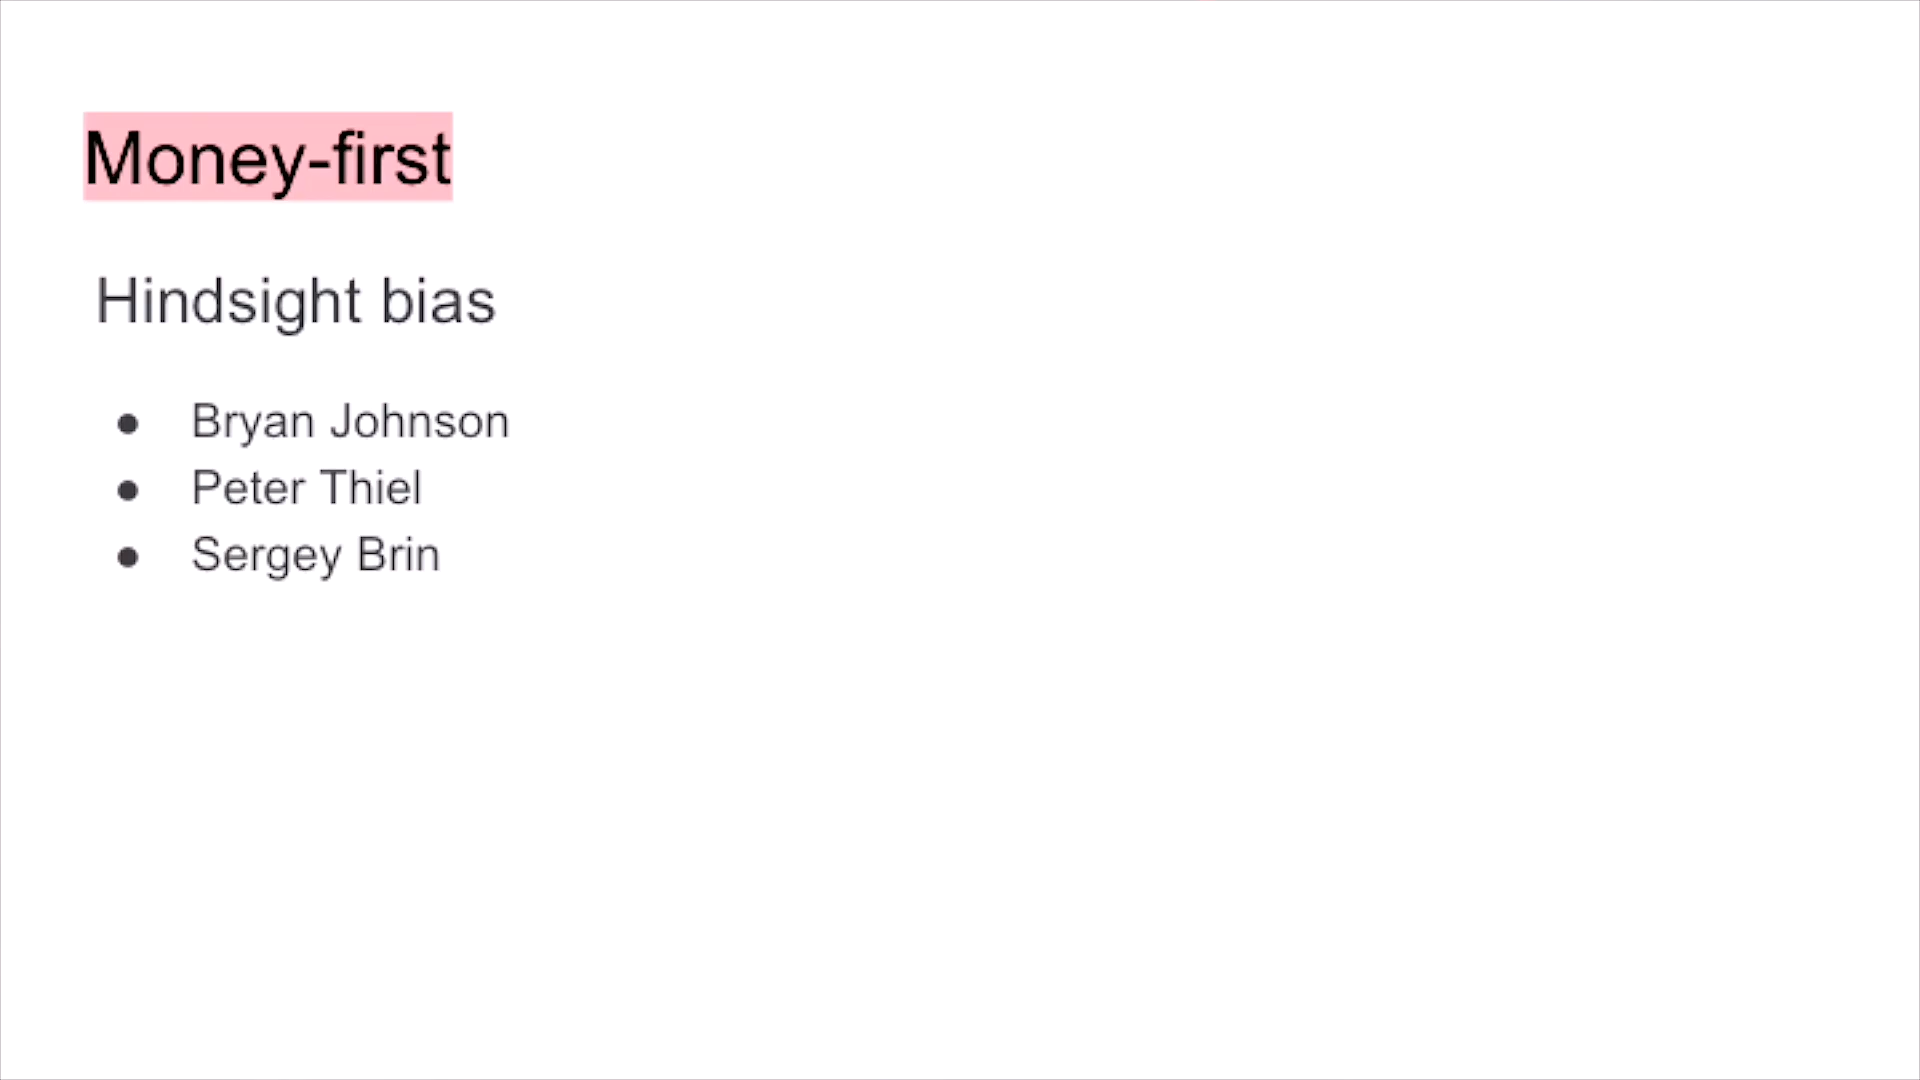 Money-first
Hindsight bias
● Bryan Johnson
● Peter Thiel
● Sergey Brin